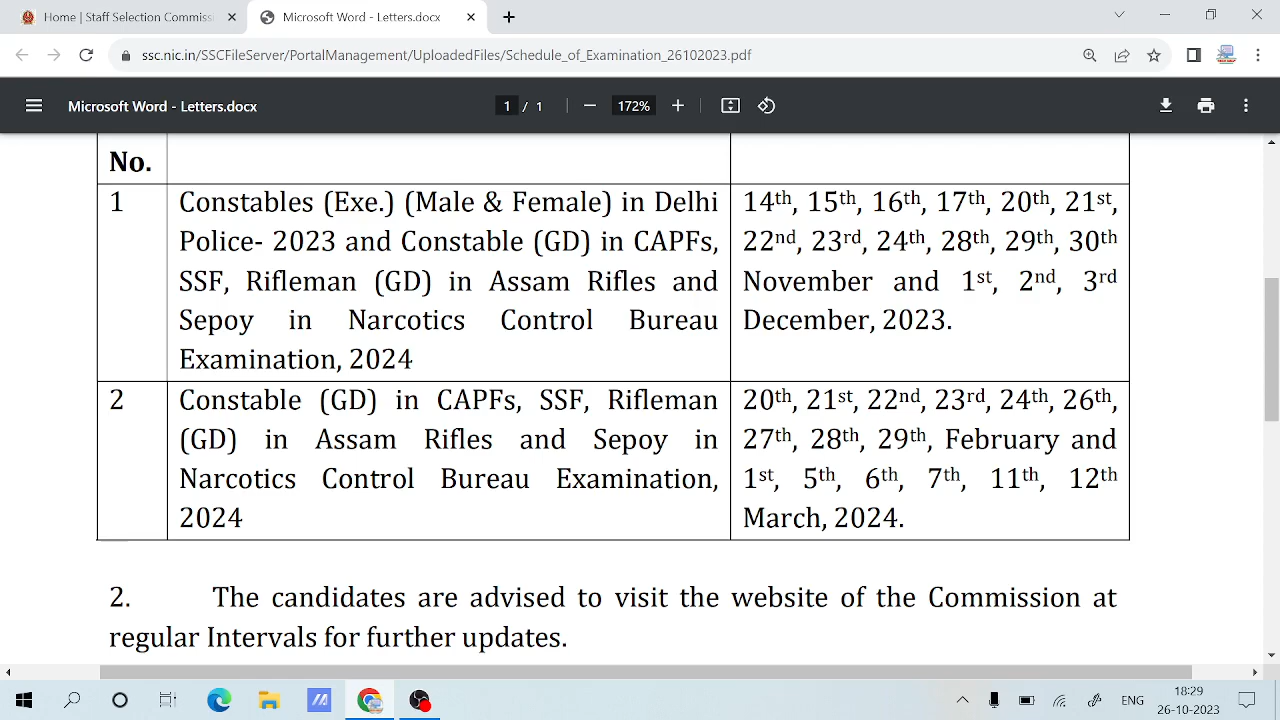 Home | Staff Selection Commiss
Microsoft Word - Letters.docx
ssc.nic.in/SSCFileServer/PortalManagement/UploadedFiles/Schedule_of_Examination_26102023.pdf
Microsoft Word - Letters.docx
1 / 1
172%
No.
1
Constables (Exe.) (Male & Female) in Delhi
Police- 2023 and Constable (GD) in CAPFs,
SSF, Rifleman (GD) in Assam Rifles and
Sepoy in Narcotics Control Bureau
Examination, 2024
14th, 15th, 16th, 17th, 20th, 21st,
22nd, 23rd, 24th, 28th, 29th, 30th
November and 1st, 2nd, 3rd
December, 2023.
2
Constable (GD) in CAPFs, SSF, Rifleman
(GD) in Assam Rifles and Sepoy in
Narcotics Control Bureau Examination,
2024
20th, 21st, 22nd, 23rd, 24th, 26th,
27th, 28th, 29th, February and
1st, 5th, 6th, 7th, 11th, 12th
March, 2024.
2. The candidates are advised to visit the website of the Commission at
regular Intervals for further updates.
ENG
18:29
26-10-2023